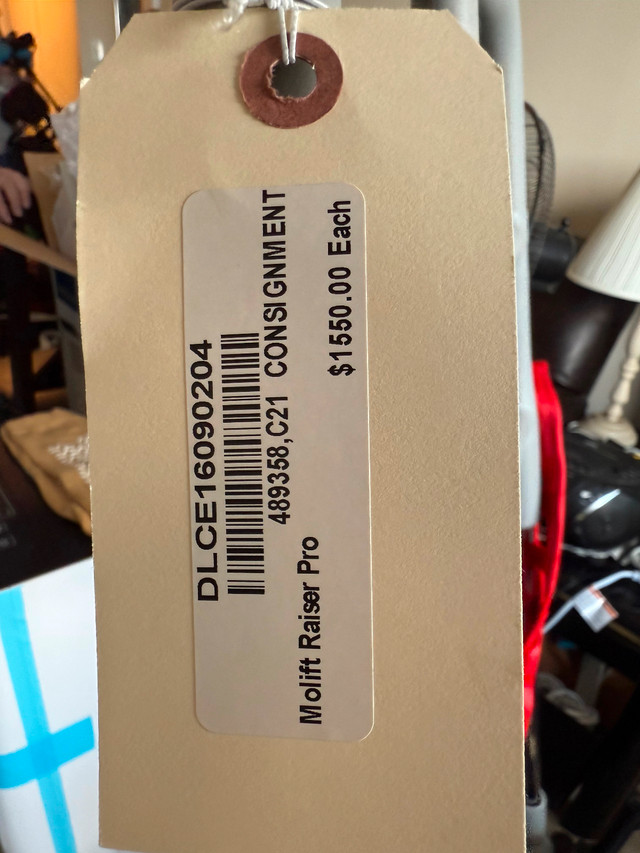 DLCE16090204
489358,C21 CONSIGNMENT
$1550.00 Each
Molift Raiser Pro